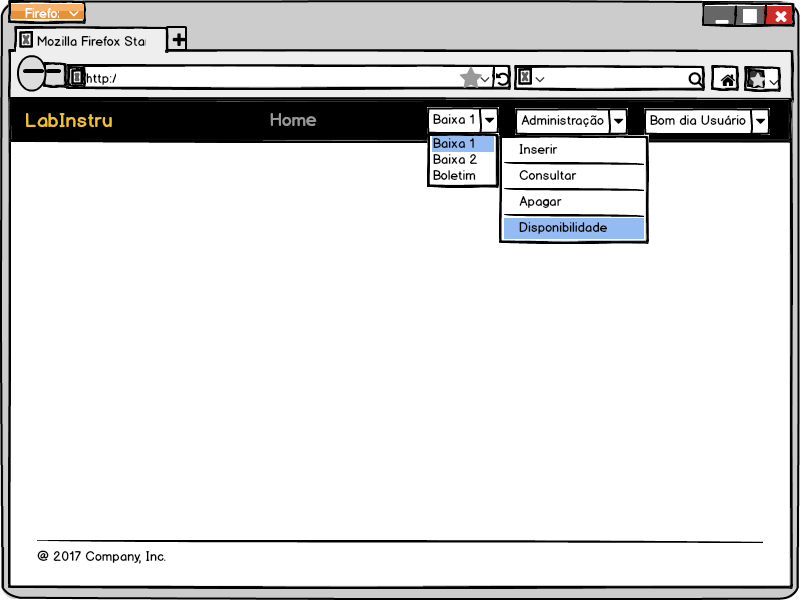 Firefo:
Mozilla Firefox Sta
http:/
LabInstru
Home
Baixa 1
Administração
Bom dia Usuário
Baixa 1
Baixa 2
Boletim
Inserir
Consultar
Apagar
Disponibilidade
@ 2017 Company, Inc.